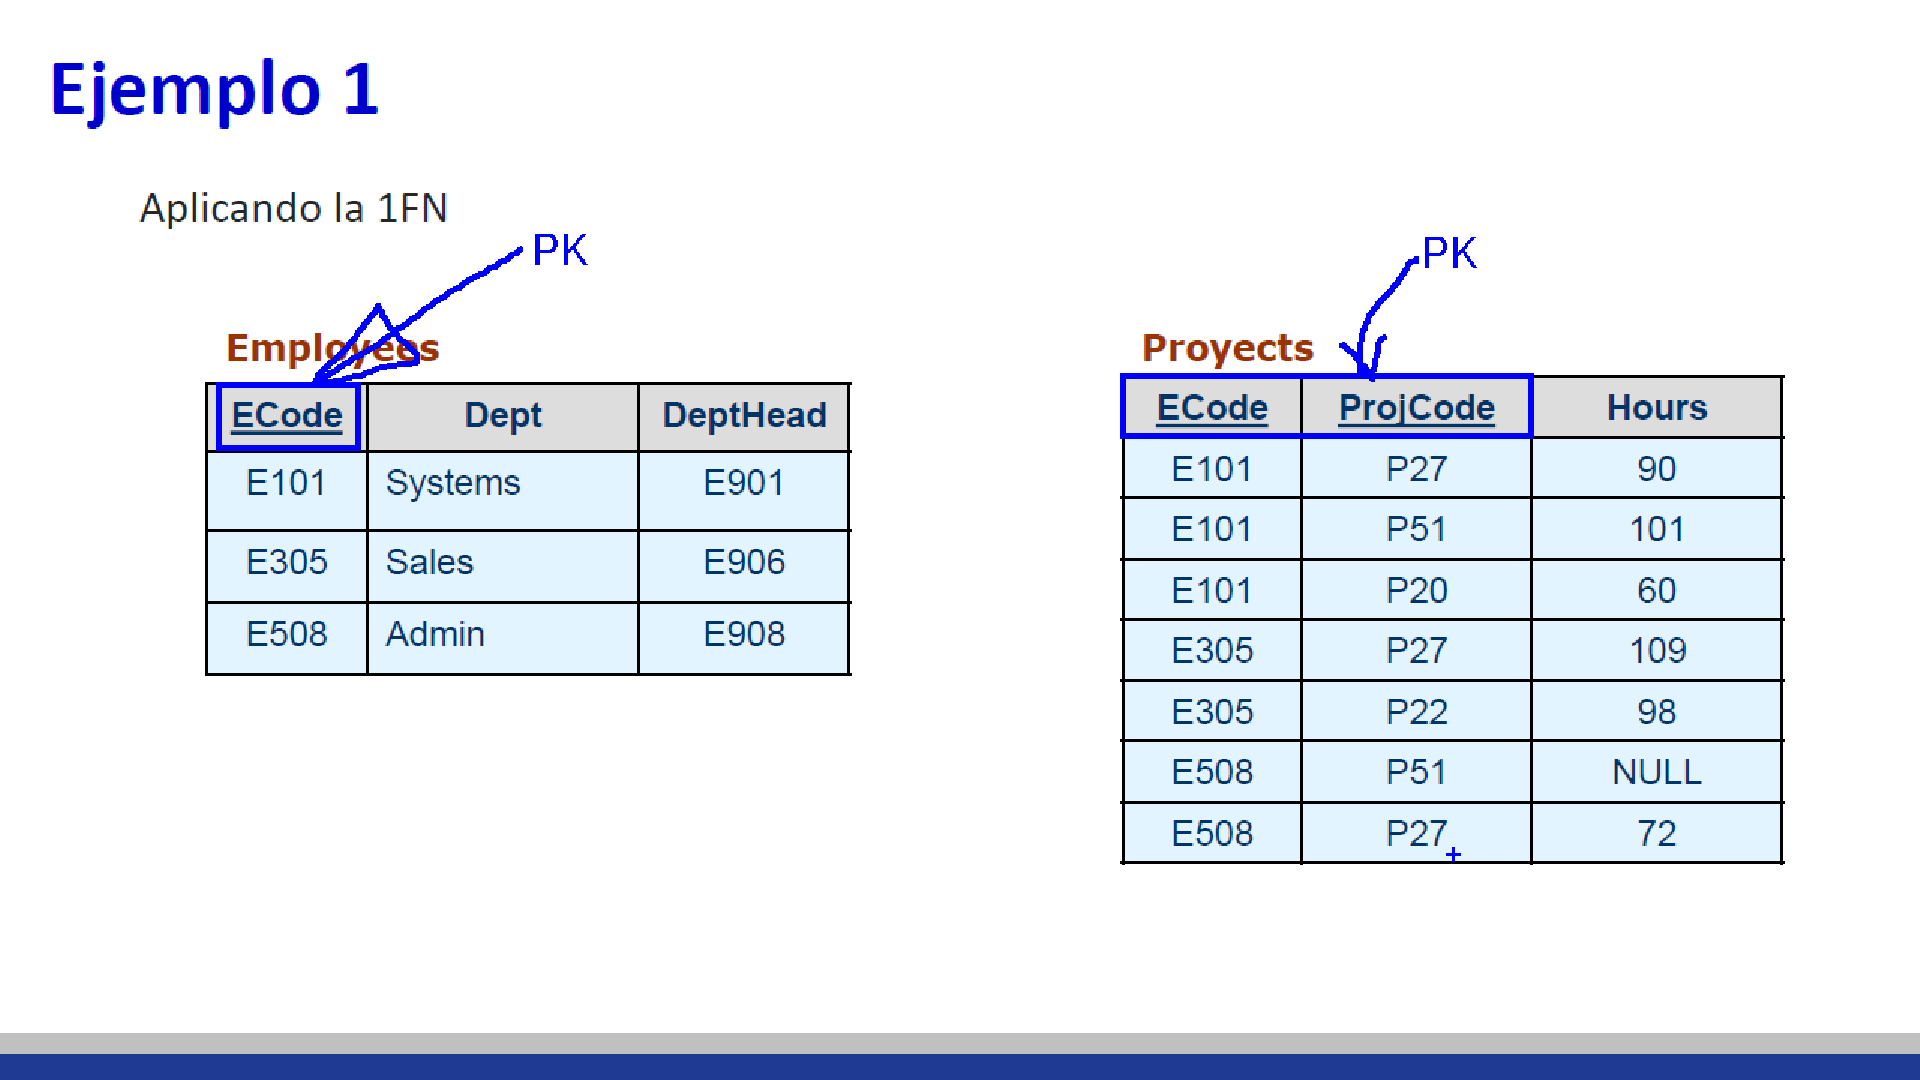 Ejemplo 1
Aplicando la 1FN
PK
Employees
ECode Dept DeptHead
E101 Systems E901
E305 Sales E906
E508 Admin E908
PK
Proyects
ECode ProjCode Hours
E101 P27 90
E101 P51 101
E101 P20 60
E305 P27 109
E305 P22 98
E508 P51 NULL
E508 P27 72